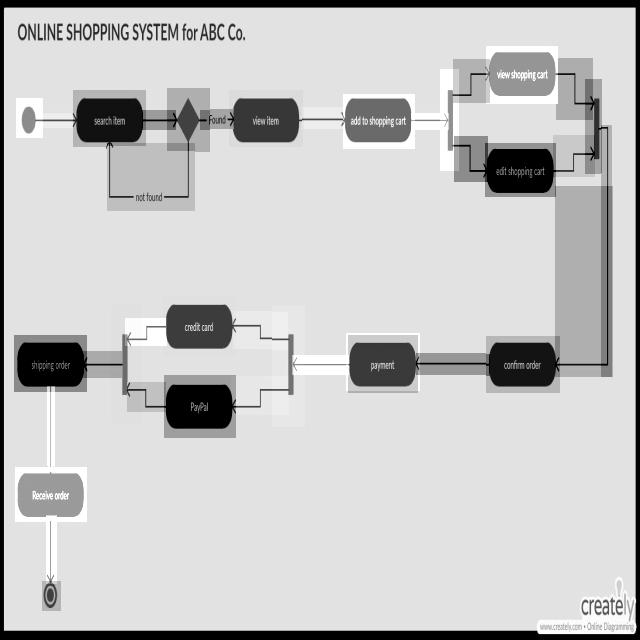 ONLINE SHOPPING SYSTEM for ABC Co.
view shopping cart
search item
Found
view item
add to shopping cart
edit shopping cart
not found
credit card
shipping order
payment
confirm order
PayPal
Receive order
creately
www.creately.com • Online Diagramming